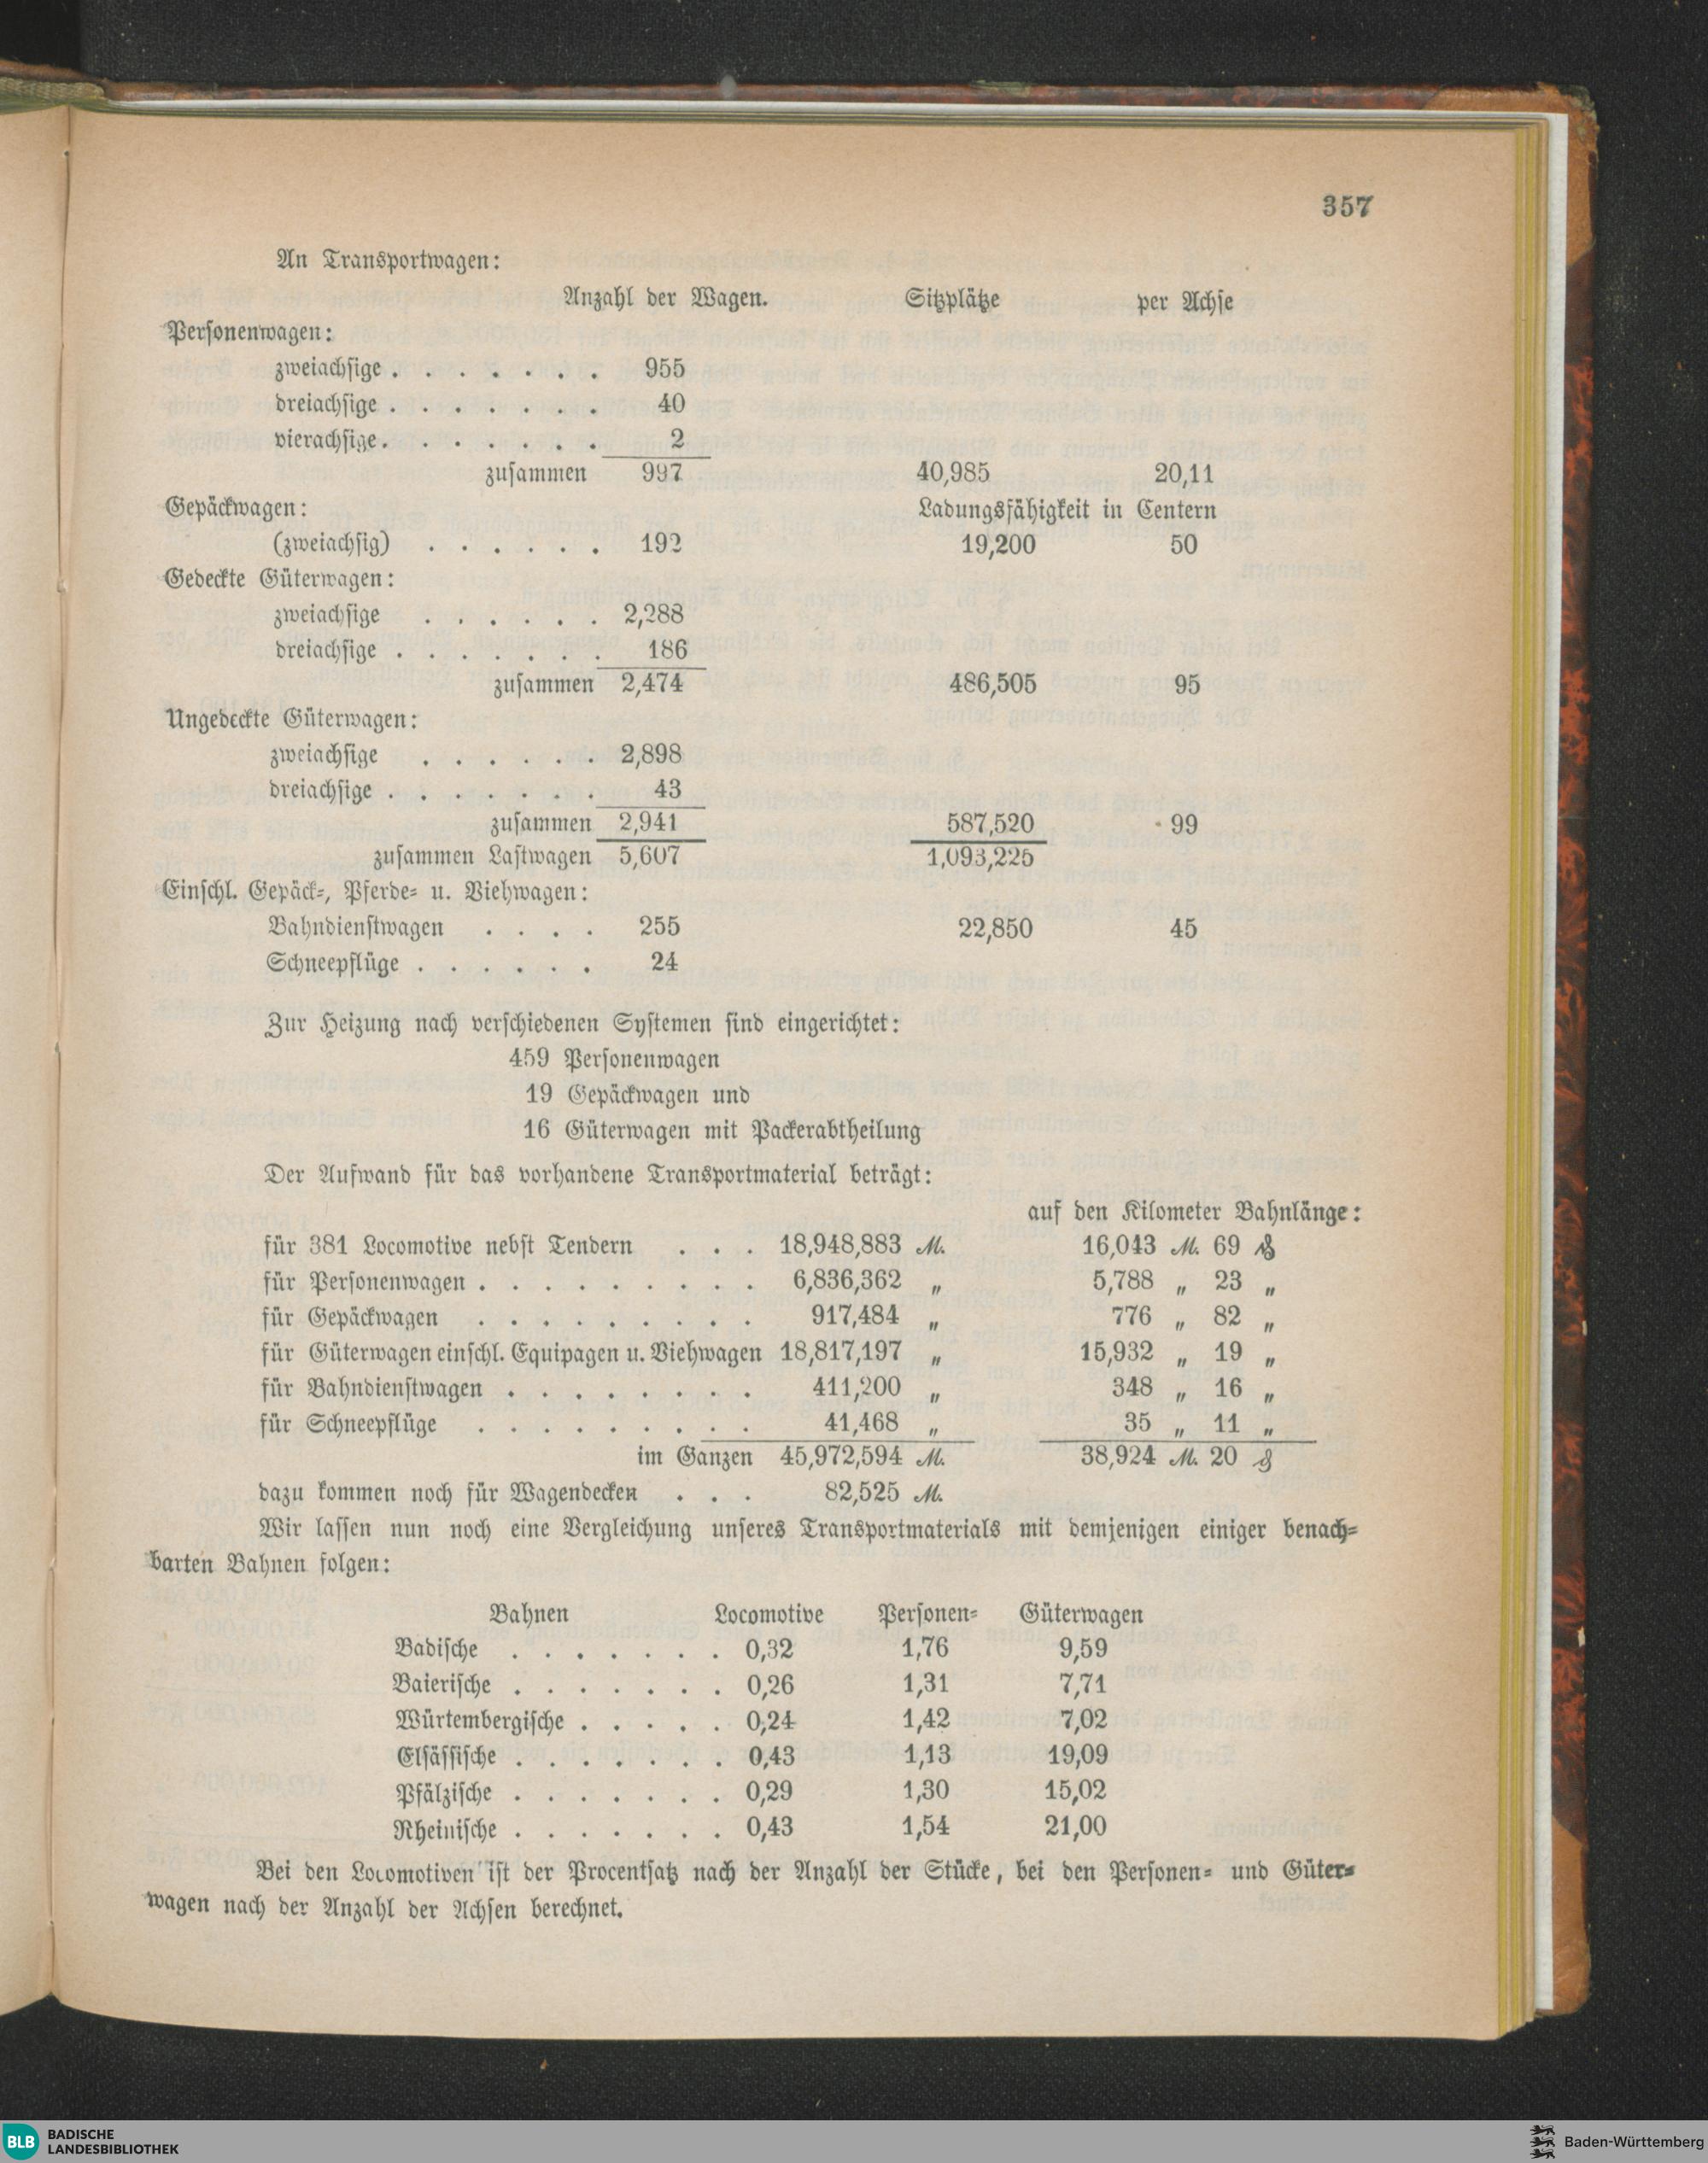 357
An Transportwagen:
Anzahl der Wagen. Sitzplätze per Achse
Personenwagen:
zweiachsige . . . . . . . 955
dreiachsige . . . . . . . 40
vierachsige . . . . . . . 2
zusammen 997 40,985 20,11
Gepäckwagen: Ladungsfähigkeit in Centern
(zweiachsig) . . . . . . 192 19,200 50
Gedeckte Güterwagen:
zweiachsige . . . . . . 2,288
dreiachsige . . . . . . . 186
zusammen 2,474 486,505 95
Ungedeckte Güterwagen:
zweiachsige . . . . . . 2,898
dreiachsige . . . . . . . 43
zusammen 2,941 587,520 99
zusammen Lastwagen 5,607 1,093,225
Einschl. Gepäck-, Pferde- u. Viehwagen:
Bahndienstwagen . . . . 255 22,850 45
Schneepflüge . . . . . . 24
Zur Heizung nach verschiedenen Systemen sind eingerichtet:
459 Personenwagen
19 Gepäckwagen und
16 Güterwagen mit Packerabtheilung
Der Aufwand für das vorhandene Transportmaterial beträgt:
auf den Kilometer Bahnlänge:
für 381 Locomotive nebst Tendern . . . 18,948,883 M. 16,043 M. 69 ₰
für Personenwagen . . . . . . . . . 6,836,362 „ 5,788 „ 23 „
für Gepäckwagen . . . . . . . . . 917,484 „ 776 „ 82 „
für Güterwagen einschl. Equipagen u. Viehwagen 18,817,197 „ 15,932 „ 19 „
für Bahndienstwagen . . . . . . . . 411,200 „ 348 „ 16 „
für Schneepflüge . . . . . . . . . 41,468 „ 35 „ 11 „
im Ganzen 45,972,594 M. 38,924 M. 20 ₰
dazu kommen noch für Wagendecken . . . 82,525 M.
Wir lassen nun noch eine Vergleichung unseres Transportmaterials mit demjenigen einiger benach-
barten Bahnen folgen:
Bahnen Locomotive Personen- Güterwagen
Badische . . . . . . . 0,32 1,76 9,59
Baierische . . . . . . . 0,26 1,31 7,71
Würtembergische . . . . . 0,24 1,42 7,02
Elsässische . . . . . . . 0,43 1,13 19,09
Pfälzische . . . . . . . 0,29 1,30 15,02
Rheinische . . . . . . . 0,43 1,54 21,00
Bei den Locomotiven ist der Procentsatz nach der Anzahl der Stücke, bei den Personen- und Güter-
wagen nach der Anzahl der Achsen berechnet.
BLB BADISCHE
LANDESBIBLIOTHEK
Baden-Württemberg